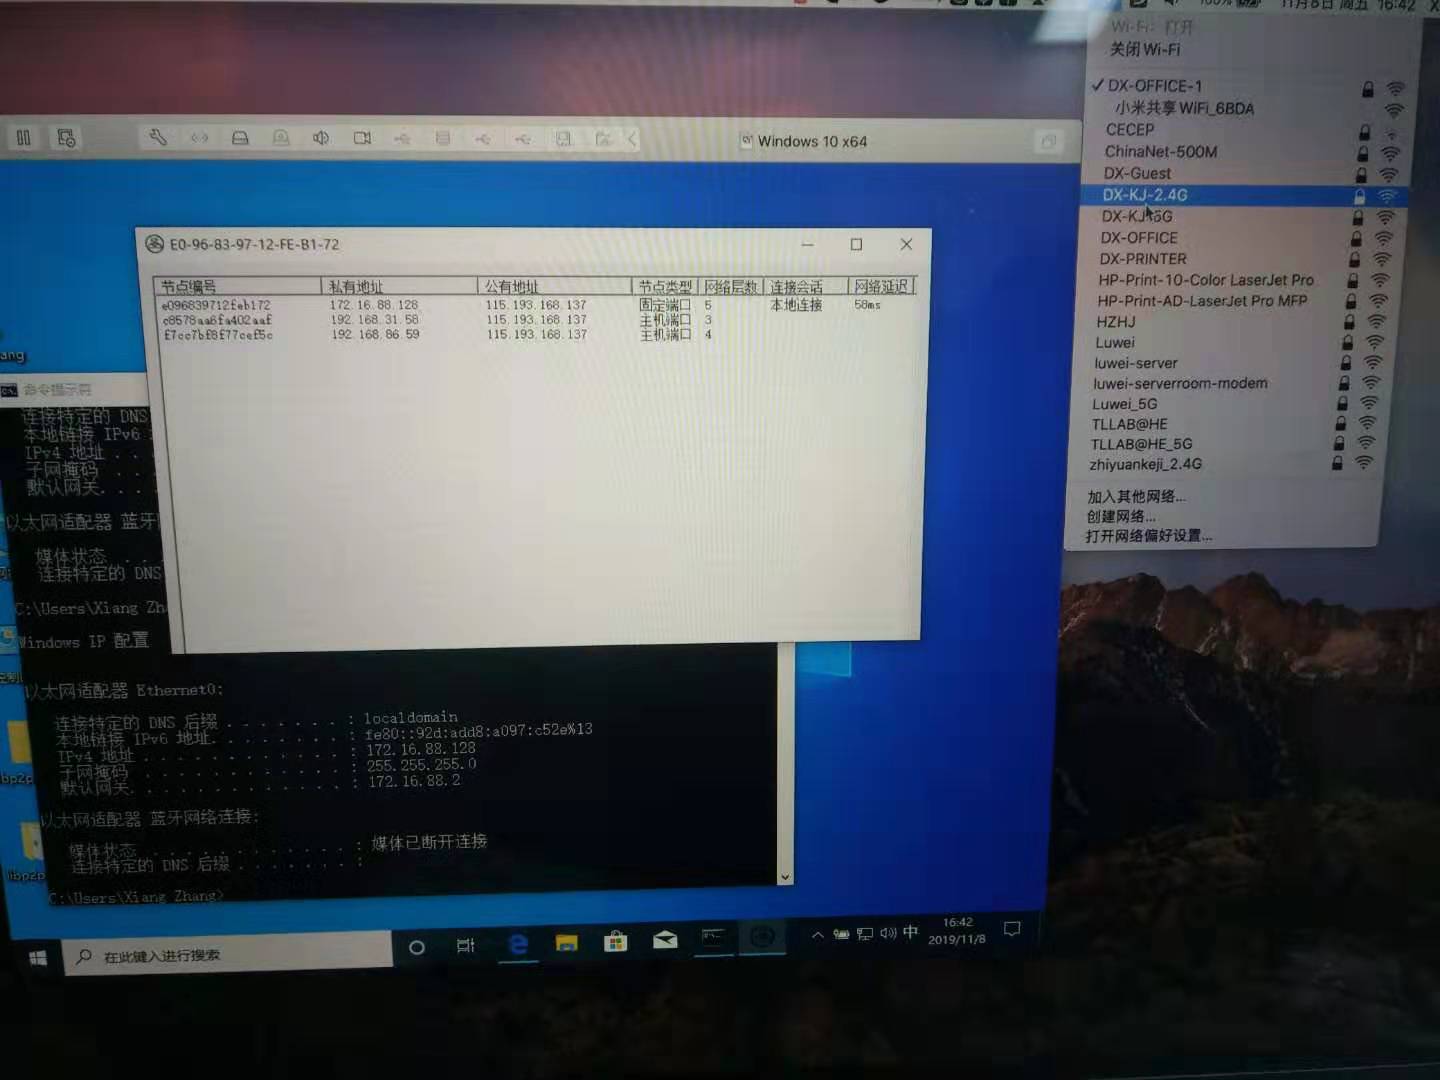 100%
11月8日 周五 16:42
Wi-Fi：打开
关闭 Wi-Fi
✓ DX-OFFICE-1
小米共享 WiFi_6BDA
CECEP
ChinaNet-500M
DX-Guest
DX-KJ-2.4G
DX-KJ-5G
DX-OFFICE
DX-PRINTER
HP-Print-10-Color LaserJet Pro
HP-Print-AD-LaserJet Pro MFP
HZHJ
Luwei
luwei-server
luwei-serverroom-modem
Luwei_5G
TLLAB@HE
TLLAB@HE_5G
zhiyuankeji_2.4G
加入其他网络...
创建网络...
打开网络偏好设置...
Windows 10 x64
E0-96-83-97-12-FE-B1-72
节点编号 私有地址 公有地址 节点类型 网络层数 连接会话 网络延迟
e096839712feb172 172.16.88.128 115.193.168.137 固定端口 5 本地连接 58ms
c8578aa6fa402aaf 192.168.31.58 115.193.168.137 主机端口 3
f7cc7bf8f77cef5c 192.168.86.59 115.193.168.137 主机端口 4
ang
命令提示符
连接特定的 DNS
本地链接 IPv6
IPv4 地址 . . .
子网掩码 . . .
默认网关. . . .
以太网适配器 蓝牙
媒体状态 . . .
连接特定的 DNS
C:\Users\Xiang Zh
Windows IP 配置
以太网适配器 Ethernet0:
连接特定的 DNS 后缀 . . . . . . . : localdomain
本地链接 IPv6 地址. . . . . . . . : fe80::92d:add8:a097:c52e%13
IPv4 地址 . . . . . . . . . . . . : 172.16.88.128
子网掩码 . . . . . . . . . . . . : 255.255.255.0
默认网关. . . . . . . . . . . . . : 172.16.88.2
以太网适配器 蓝牙网络连接:
媒体状态 . . . . . . . . . . . . : 媒体已断开连接
连接特定的 DNS 后缀 . . . . . . . :
C:\Users\Xiang Zhang>
libp2p
在此键入进行搜索
中
16:42
2019/11/8